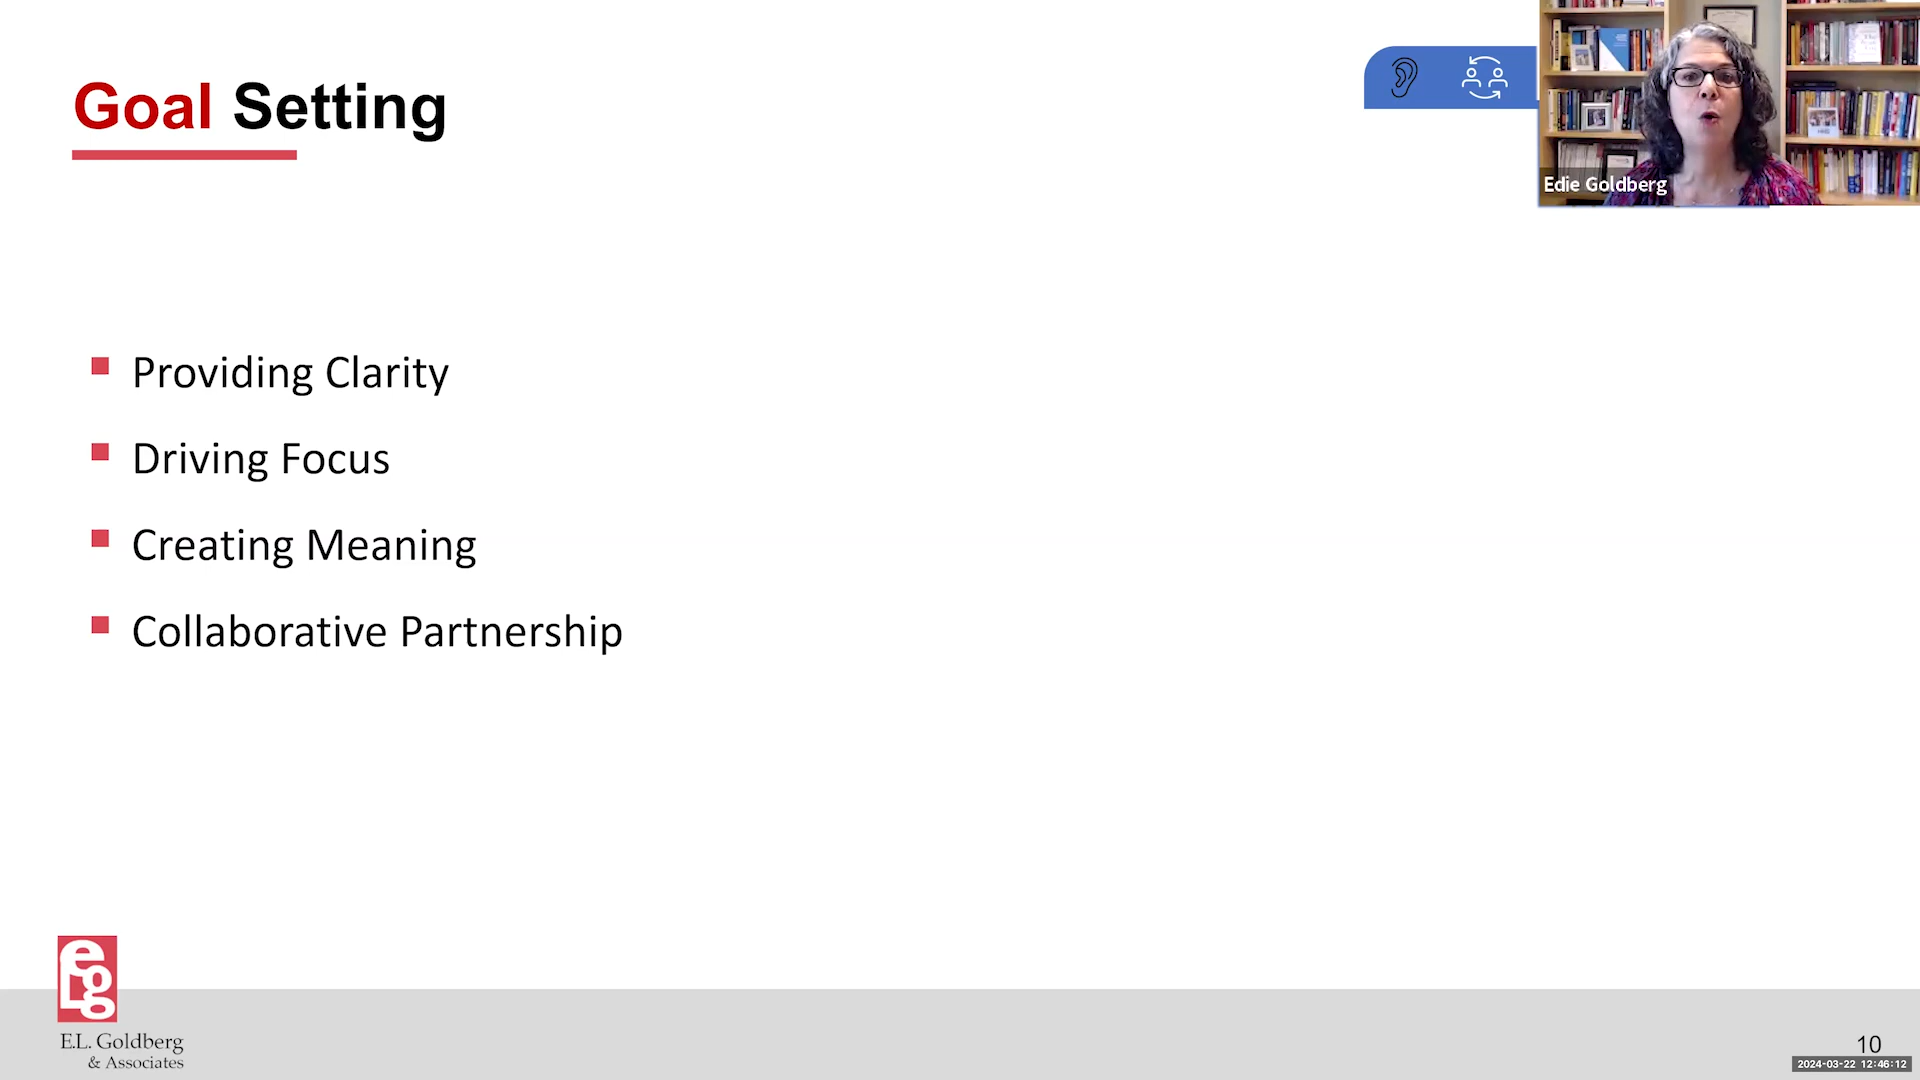 Goal Setting
Edie Goldberg
Providing Clarity
Driving Focus
Creating Meaning
Collaborative Partnership
eLgg
E.L. Goldberg
& Associates
10
2024-03-22 12:46:12